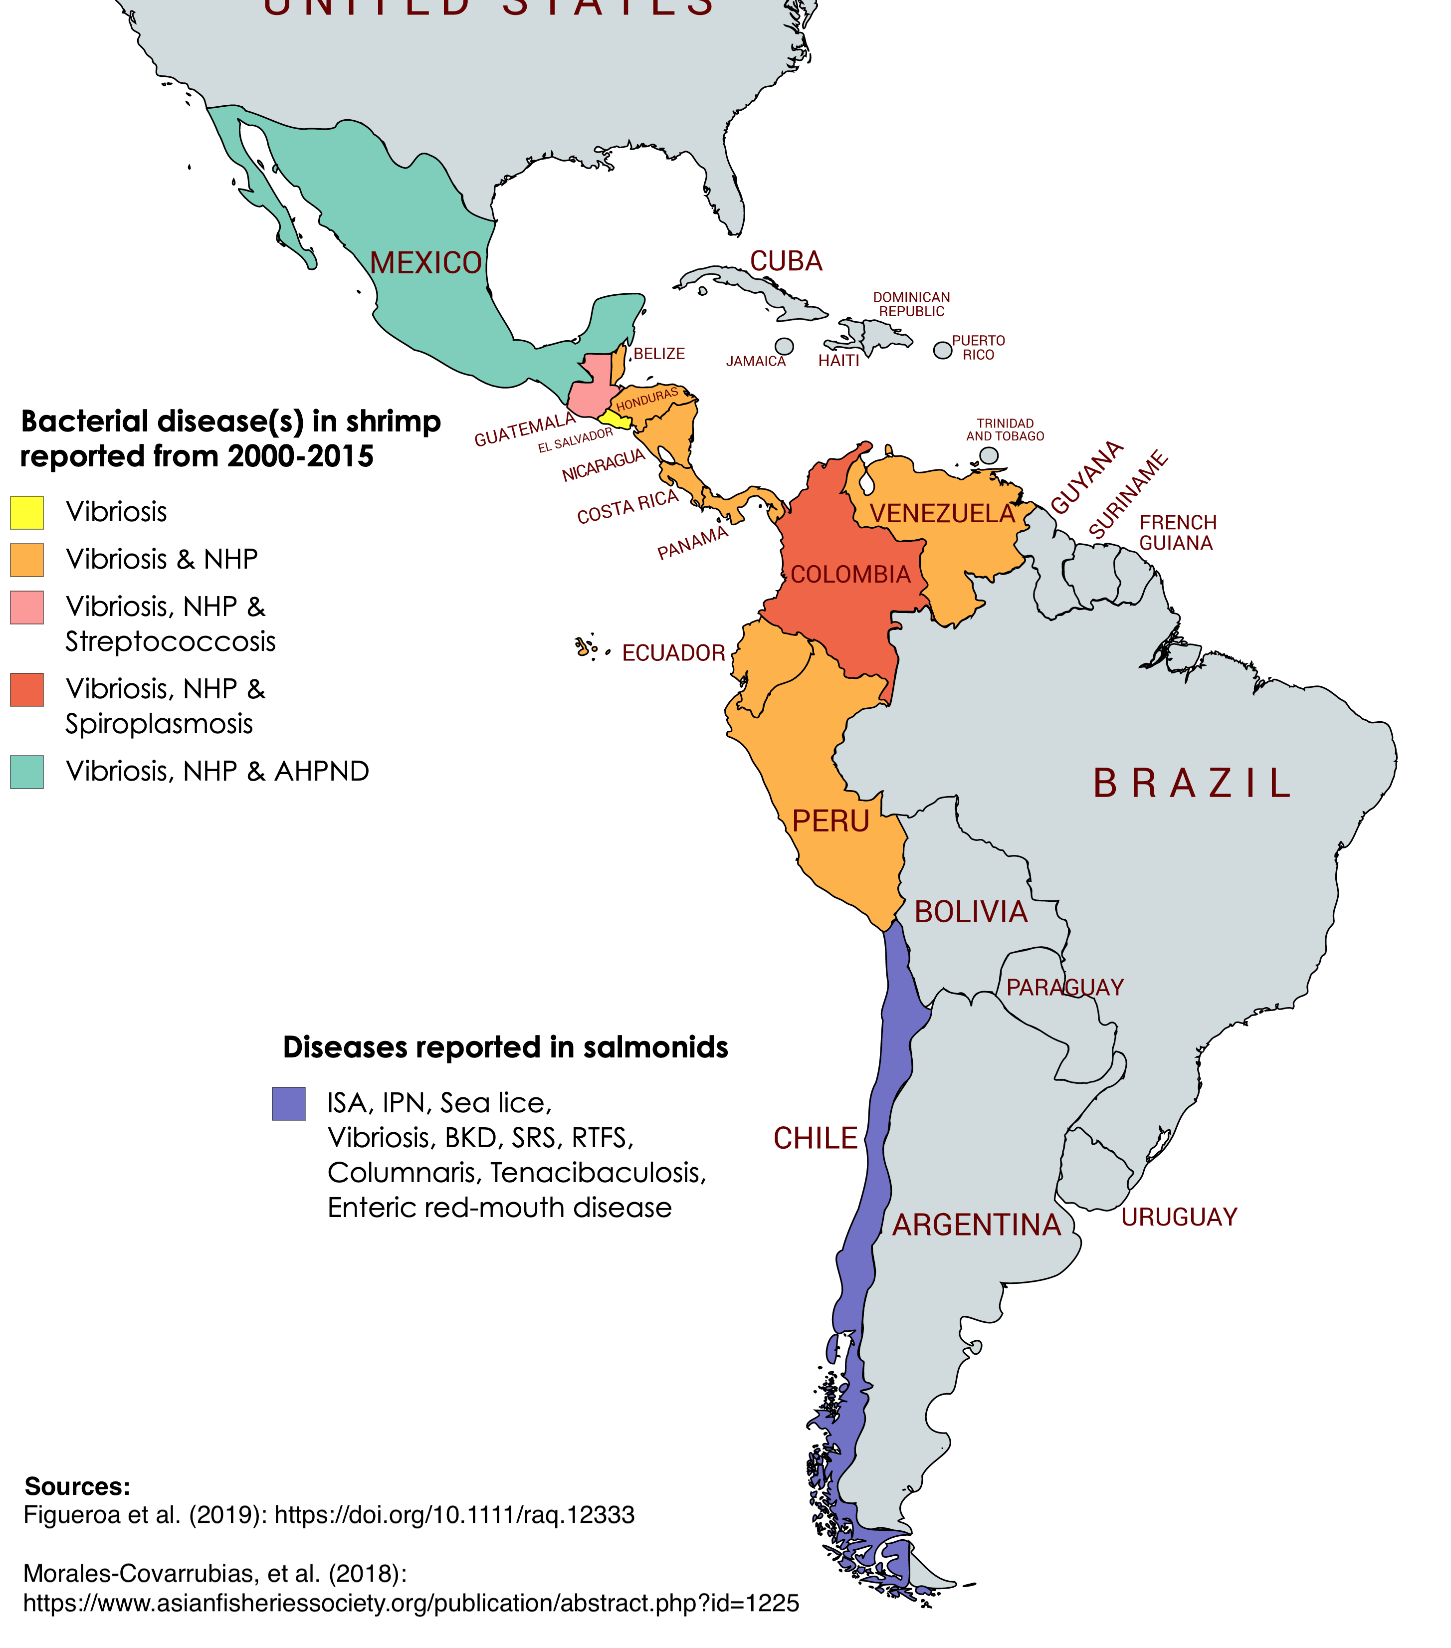 UNITED STATES
MEXICO
CUBA
DOMINICAN
REPUBLIC
PUERTO
RICO
JAMAICA
HAITI
BELIZE
HONDURAS
GUATEMALA
EL SALVADOR
NICARAGUA
COSTA RICA
PANAMA
TRINIDAD
AND TOBAGO
GUYANA
SURINAME
FRENCH
GUIANA
VENEZUELA
COLOMBIA
ECUADOR
PERU
BRAZIL
BOLIVIA
PARAGUAY
CHILE
ARGENTINA
URUGUAY
Bacterial disease(s) in shrimp
reported from 2000-2015
Vibriosis
Vibriosis & NHP
Vibriosis, NHP &
Streptococcosis
Vibriosis, NHP &
Spiroplasmosis
Vibriosis, NHP & AHPND
Diseases reported in salmonids
ISA, IPN, Sea lice,
Vibriosis, BKD, SRS, RTFS,
Columnaris, Tenacibaculosis,
Enteric red-mouth disease
Sources:
Figueroa et al. (2019): https://doi.org/10.1111/raq.12333
Morales-Covarrubias, et al. (2018):
https://www.asianfisheriessociety.org/publication/abstract.php?id=1225